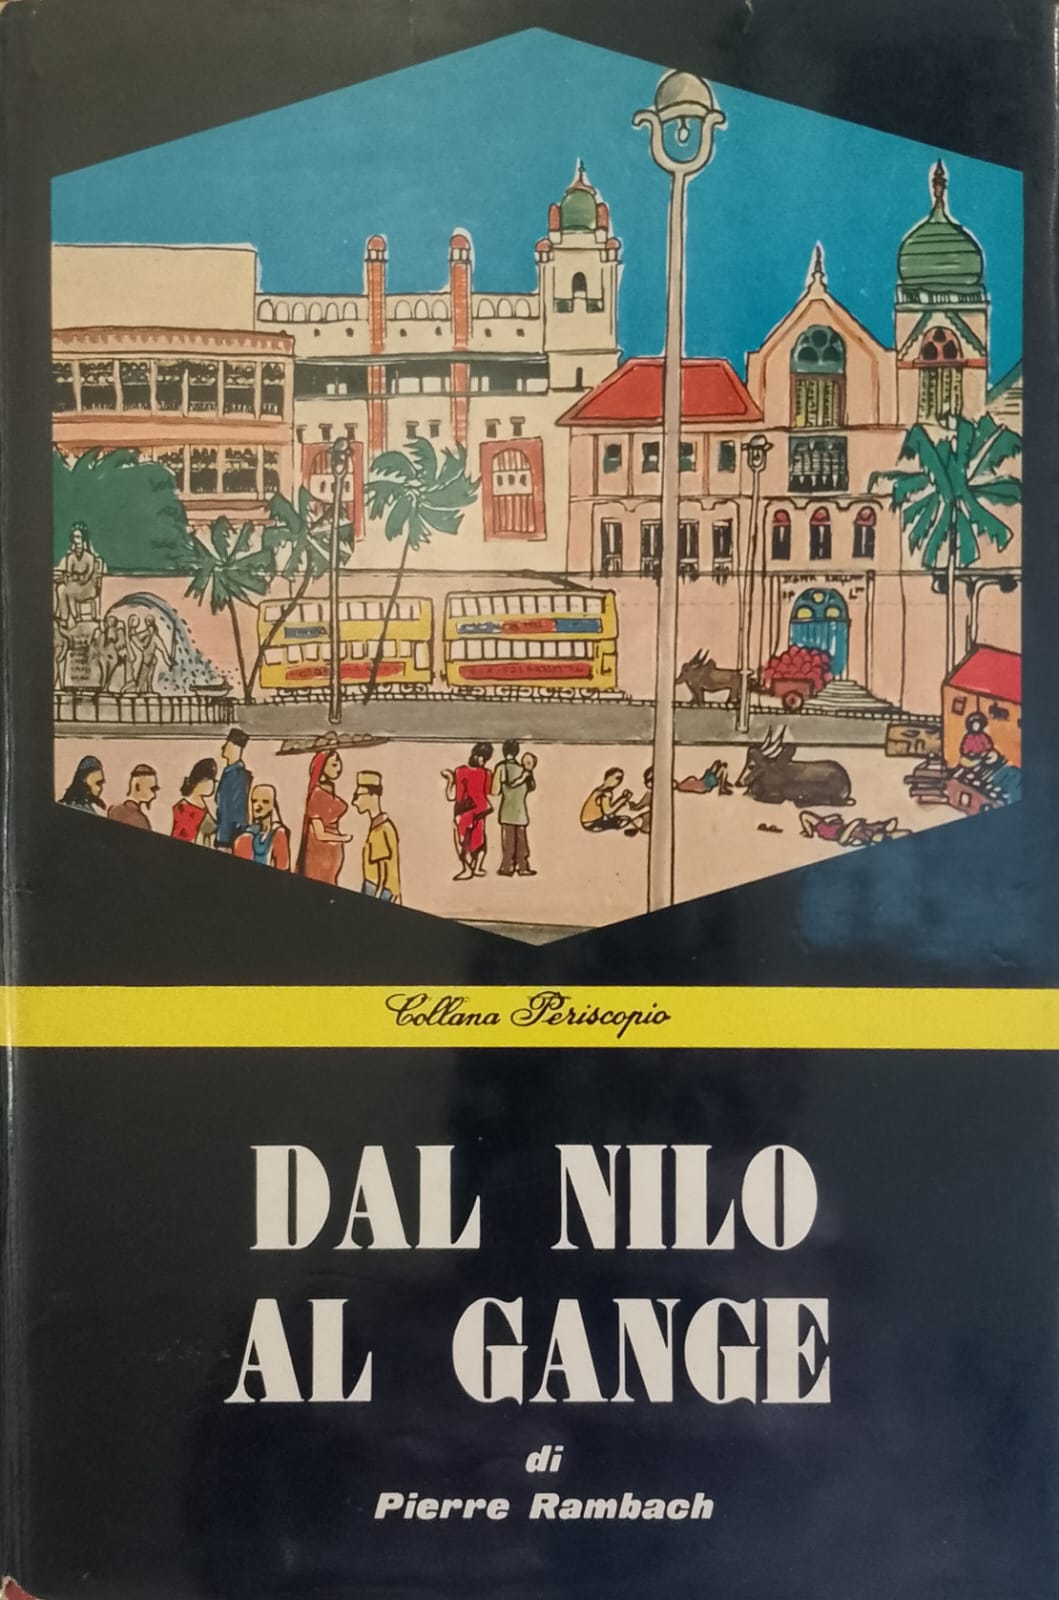 Collana Periscopio
DAL NILO
AL GANGE
di
Pierre Rambach